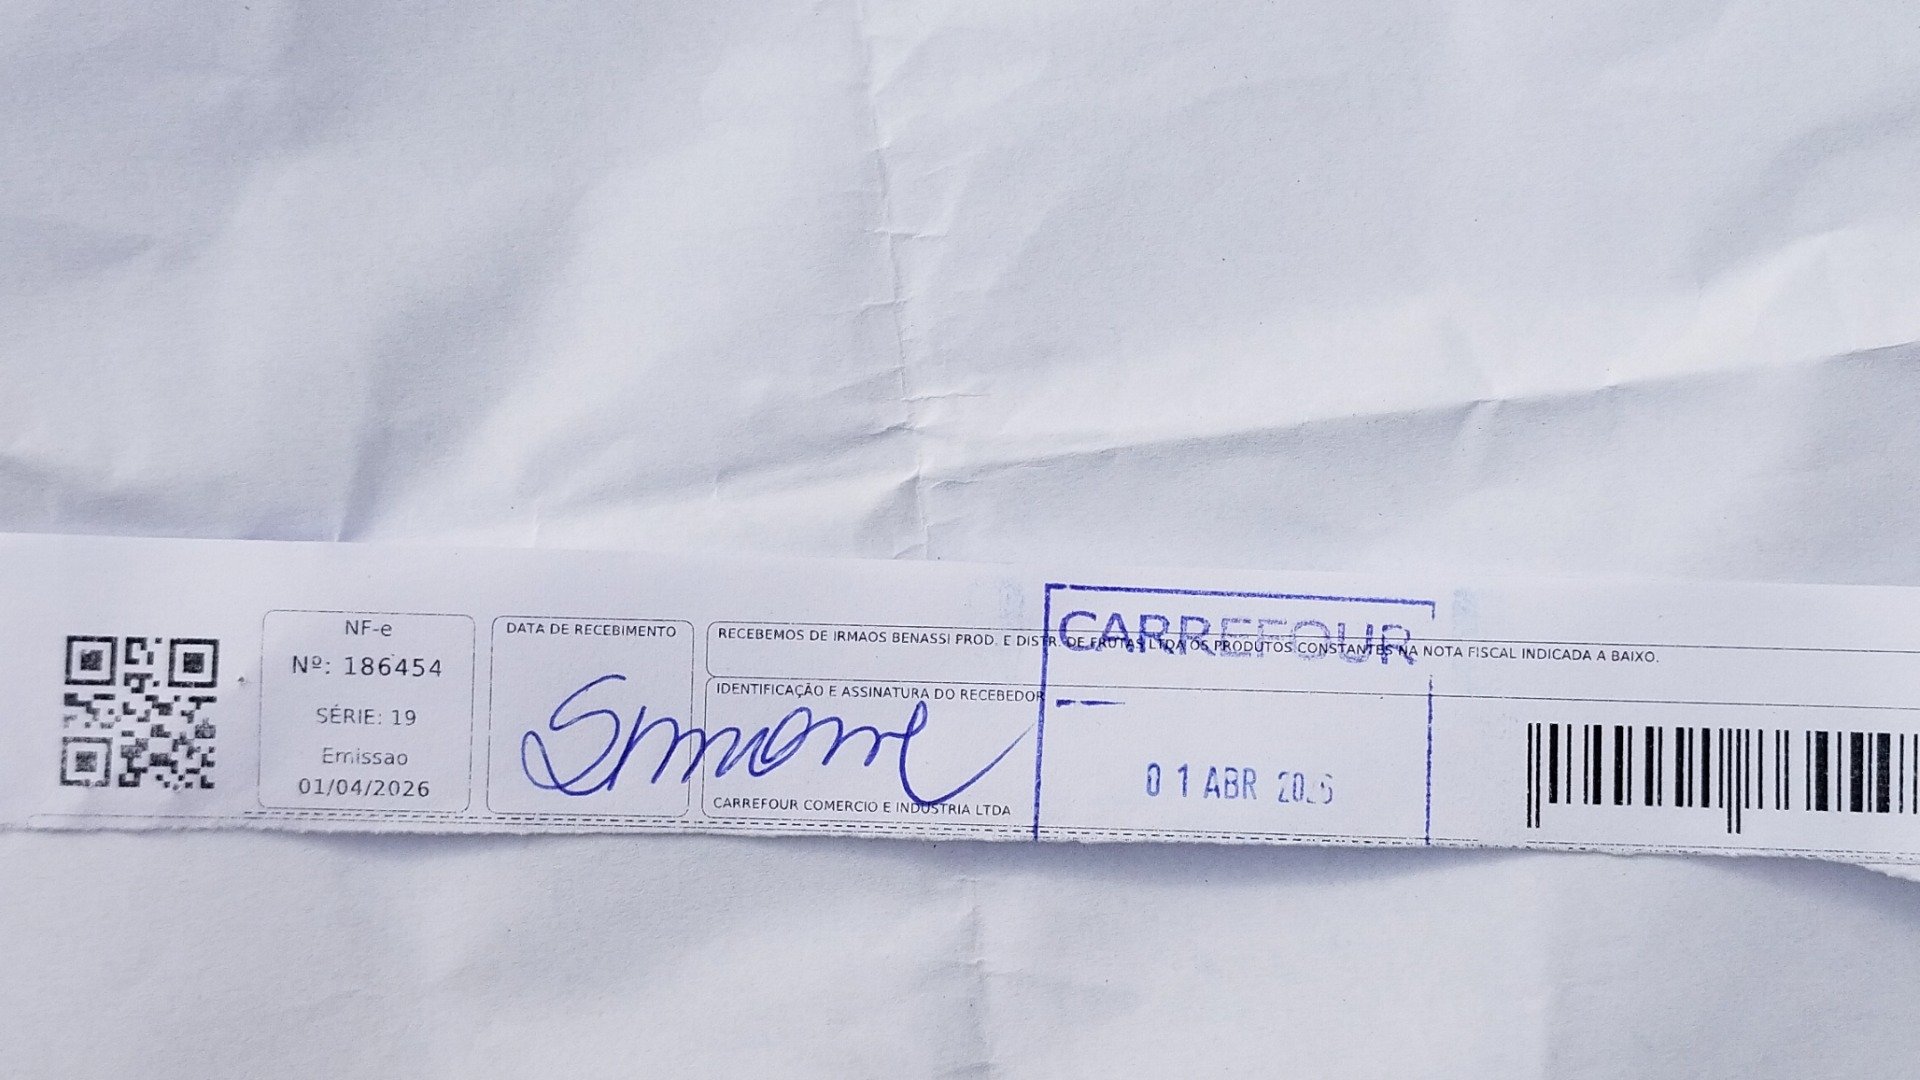 NF-e
Nº: 186454
SÉRIE: 19
Emissao
01/04/2026
DATA DE RECEBIMENTO
RECEBEMOS DE IRMAOS BENASSI PROD. E DISTR. DE FRUTAS LTDA OS PRODUTOS CONSTANTES NA NOTA FISCAL INDICADA A BAIXO.
IDENTIFICAÇÃO E ASSINATURA DO RECEBEDOR
Simone
CARREFOUR COMERCIO E INDUSTRIA LTDA
CARREFOUR
01 ABR 2026